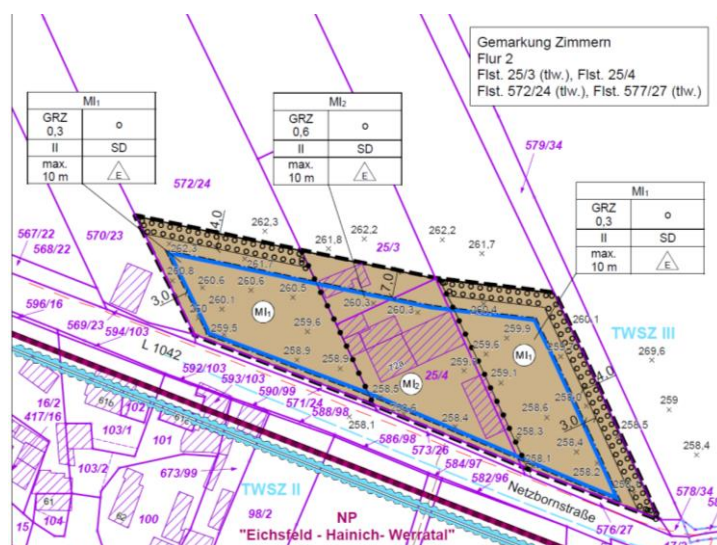 Gemarkung Zimmern
Flur 2
Flst. 25/3 (tlw.), Flst. 25/4
Flst. 572/24 (tlw.), Flst. 577/27 (tlw.)
MI1
GRZ
0,3
o
II
SD
max.
10 m
E
MI2
GRZ
0,6
o
II
SD
max.
10 m
E
MI1
GRZ
0,3
o
II
SD
max.
10 m
E
579/34
572/24
570/23
567/22
568/22
596/16
569/23
594/103
L 1042
592/103
593/103
590/99
571/24
588/98
586/98
573/26
584/97
582/96
576/27
578/34
Netzbornstraße
25/3
25/4
4,0
262,3
262,2
262,2
261,8
261,7
262,3
261,7
7,0
260,8
260,6
260,6
260,5
260,3
260,3
260,4
260,1
260,1
3,0
259,5
259,6
259,9
258,9
258,9
MI1
MI2
MI1
128
259,1
258,5
258,4
258,6
258,3
258,4
258,1
258,1
258,2
3,0
4,0
258,5
TWSZ III
269,6
259
258,4
16/2
417/16
61b
102
61a
103/1
101
103/2
673/99
61
104
62
100
15
98/2
TWSZ II
NP
"Eichsfeld - Hainich- Werratal"